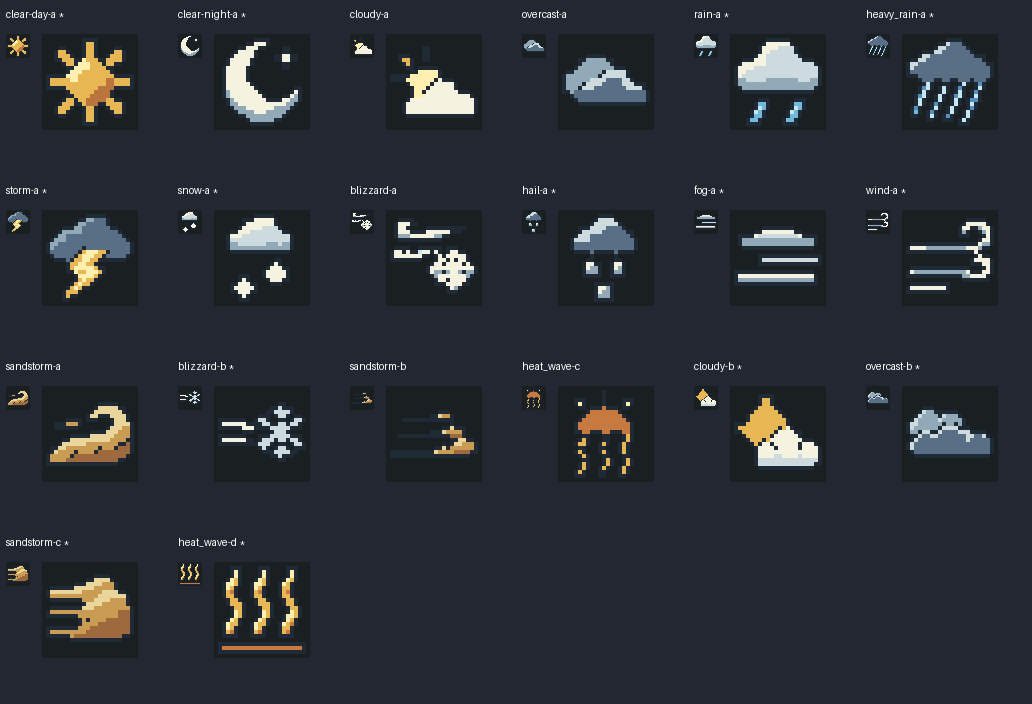 clear-day-a *
clear-night-a *
cloudy-a
overcast-a
rain-a *
heavy_rain-a *
storm-a *
snow-a *
blizzard-a
hail-a *
fog-a *
wind-a *
sandstorm-a
blizzard-b *
sandstorm-b
heat_wave-c
cloudy-b *
overcast-b *
sandstorm-c *
heat_wave-d *